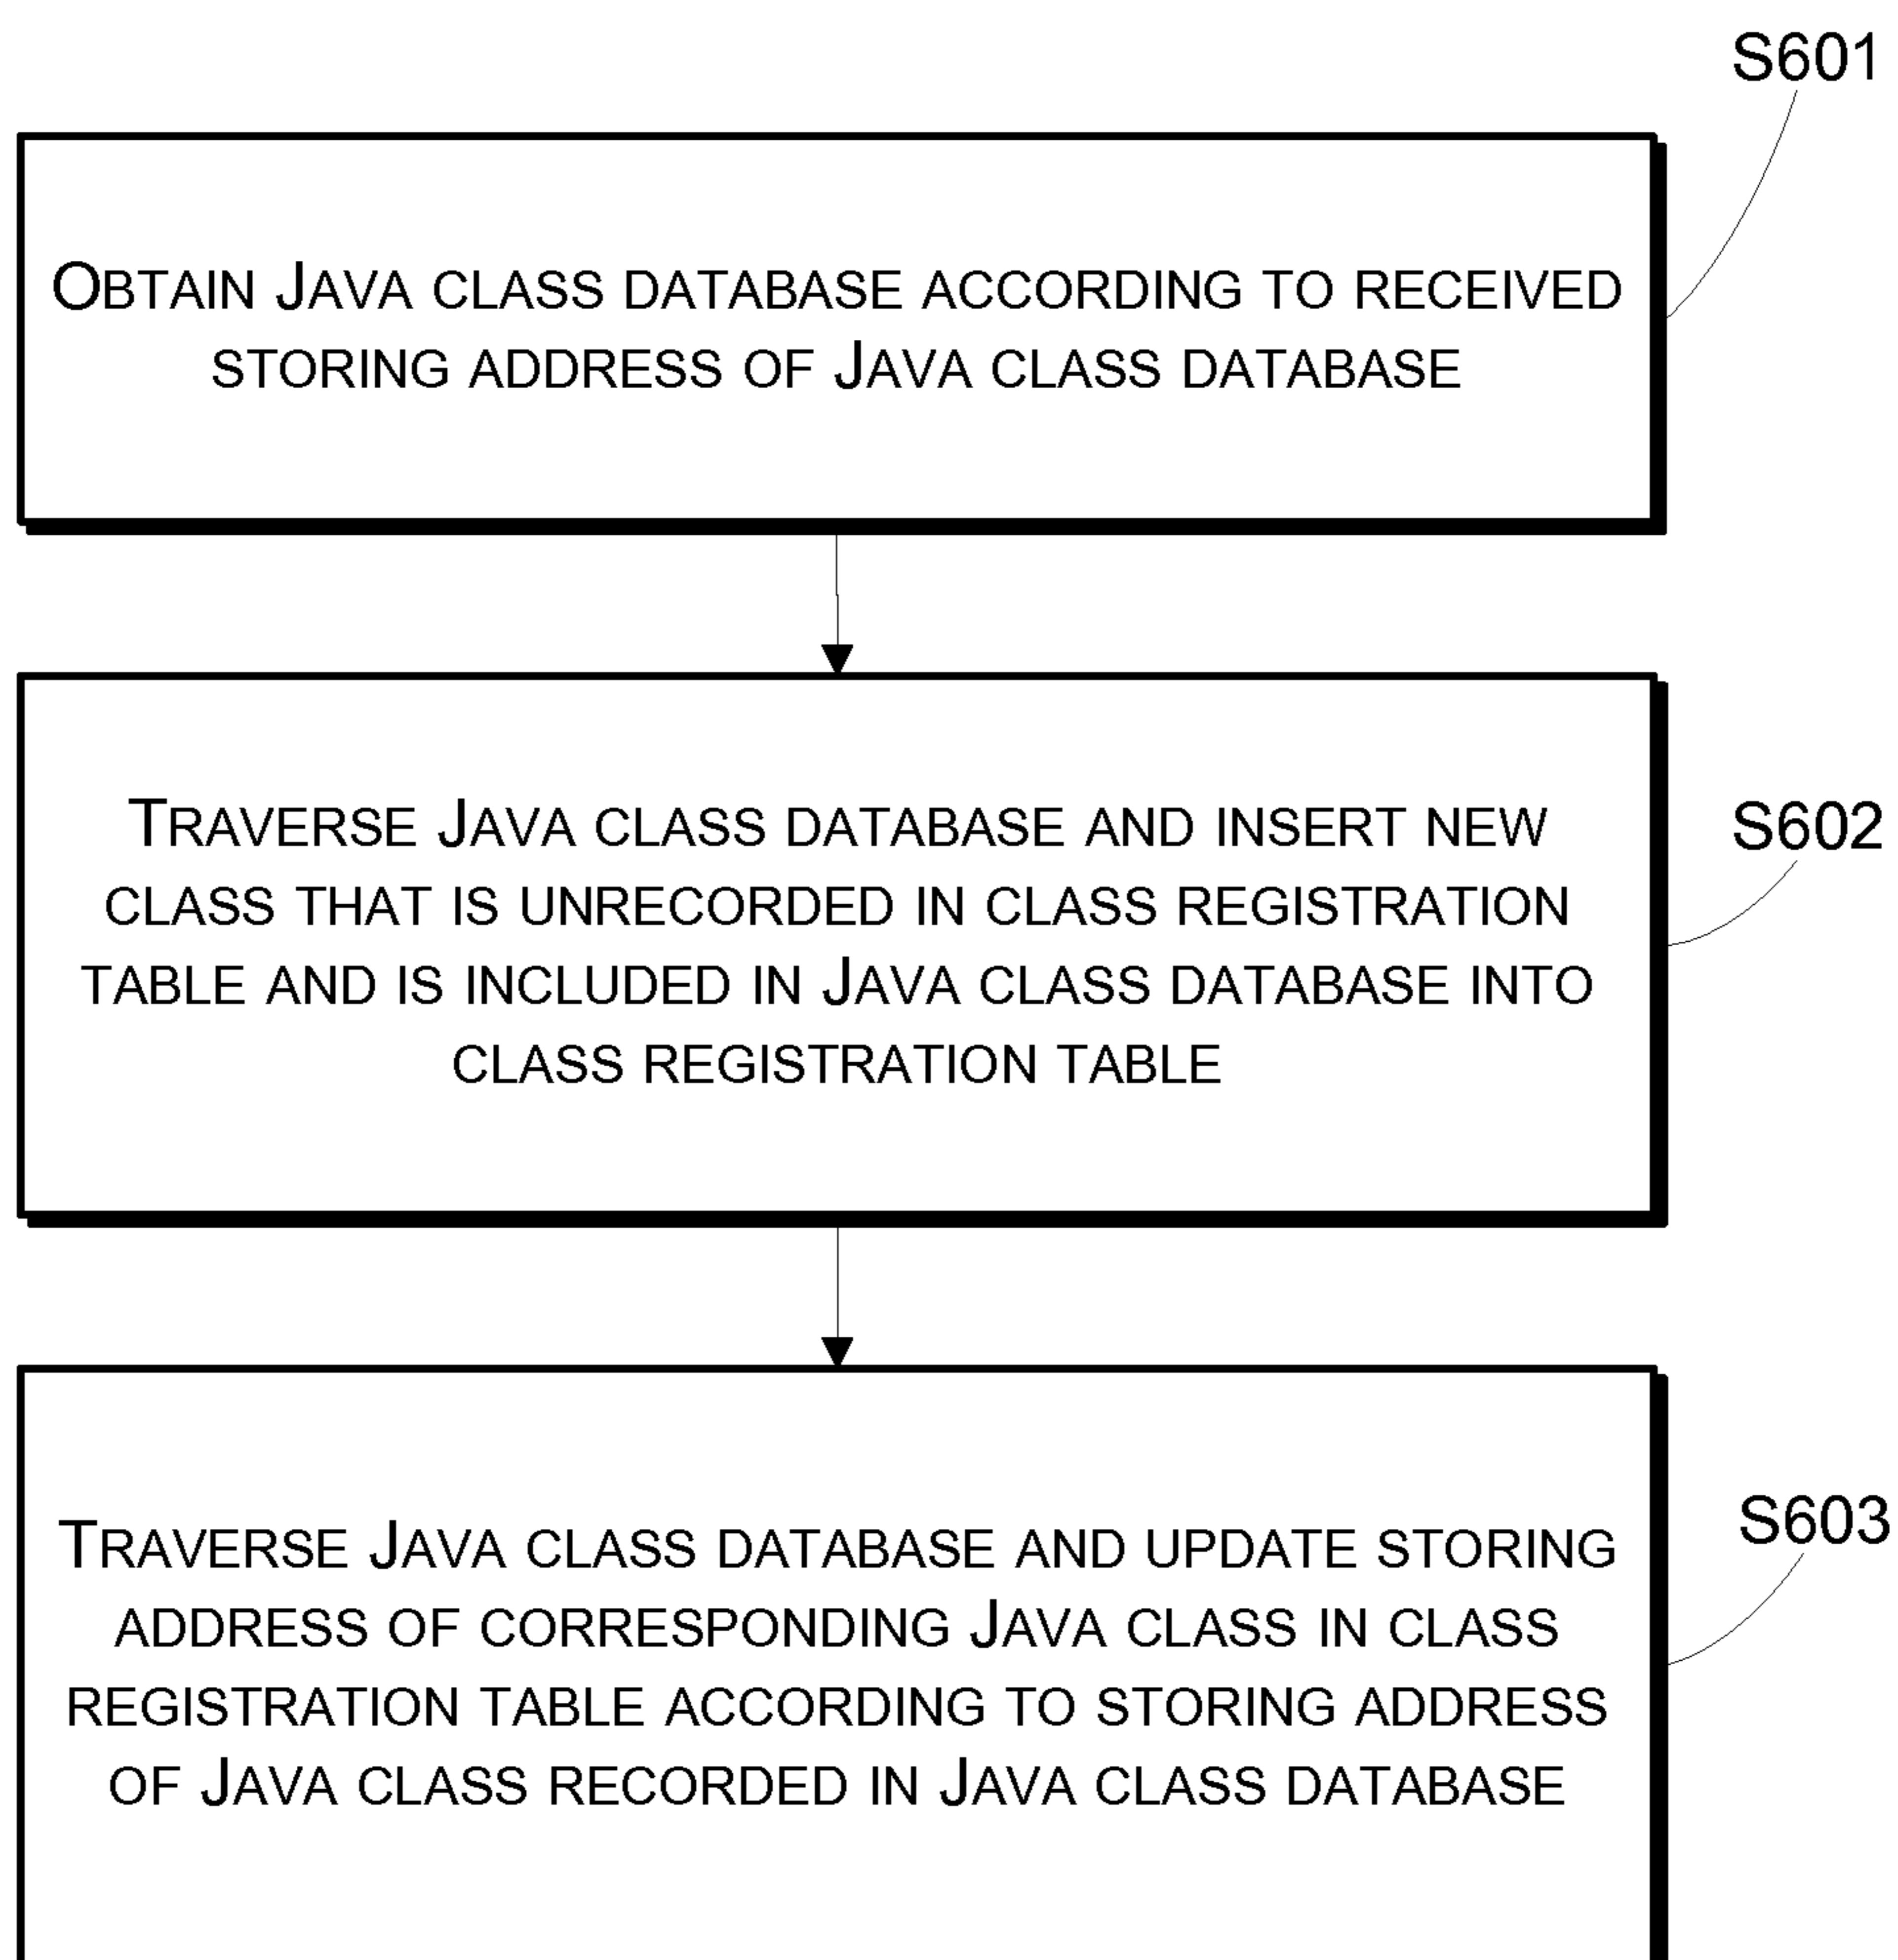 S601
OBTAIN JAVA CLASS DATABASE ACCORDING TO RECEIVED
STORING ADDRESS OF JAVA CLASS DATABASE
TRAVERSE JAVA CLASS DATABASE AND INSERT NEW
CLASS THAT IS UNRECORDED IN CLASS REGISTRATION
TABLE AND IS INCLUDED IN JAVA CLASS DATABASE INTO
CLASS REGISTRATION TABLE
S602
TRAVERSE JAVA CLASS DATABASE AND UPDATE STORING
ADDRESS OF CORRESPONDING JAVA CLASS IN CLASS
REGISTRATION TABLE ACCORDING TO STORING ADDRESS
OF JAVA CLASS RECORDED IN JAVA CLASS DATABASE
S603